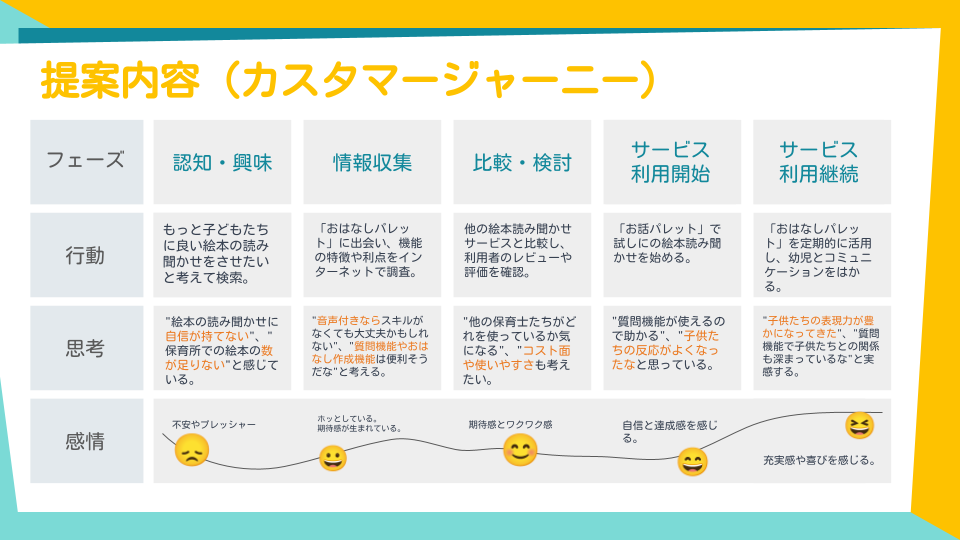 提案内容（カスタマージャーニー）
フェーズ
認知・興味
情報収集
比較・検討
サービス
利用開始
サービス
利用継続
行動
もっと子どもたち
に良い絵本の読み
聞かせをさせたい
と考えて検索。
「おはなしパレッ
ト」に出会い、機能
の特徴や利点をイン
ターネットで調査。
他の絵本読み聞かせ
サービスと比較し、
利用者のレビューや
評価を確認。
「お話パレット」で
試しにの絵本読み聞
かせを始める。
「おはなしパレッ
ト」を定期的に活用
し、幼児とコミュニ
ケーションをはか
る。
思考
"絵本の読み聞かせに
自信が持てない"、"
保育所での絵本の数
が足りない"と感じて
いる。
"音声付きならスキルが
なくても大丈夫かもしれ
ない"、"質問機能やおは
なし作成機能は便利そう
だな"と考える。
"他の保育士たちがど
れを使っているか気
になる"、"コスト面
や使いやすさも考え
たい。
"質問機能が使えるの
で助かる"、"子供た
ちの反応がよくなっ
たなと思っている。
"子供たちの表現力が豊
かになってきた"、"質問
機能で子供たちとの関係
も深まっているな"と実
感する。
感情
不安やプレッシャー
ホッとしている。
期待感が生まれている。
期待感とワクワク感
自信と達成感を感じ
る。
充実感や喜びを感じる。